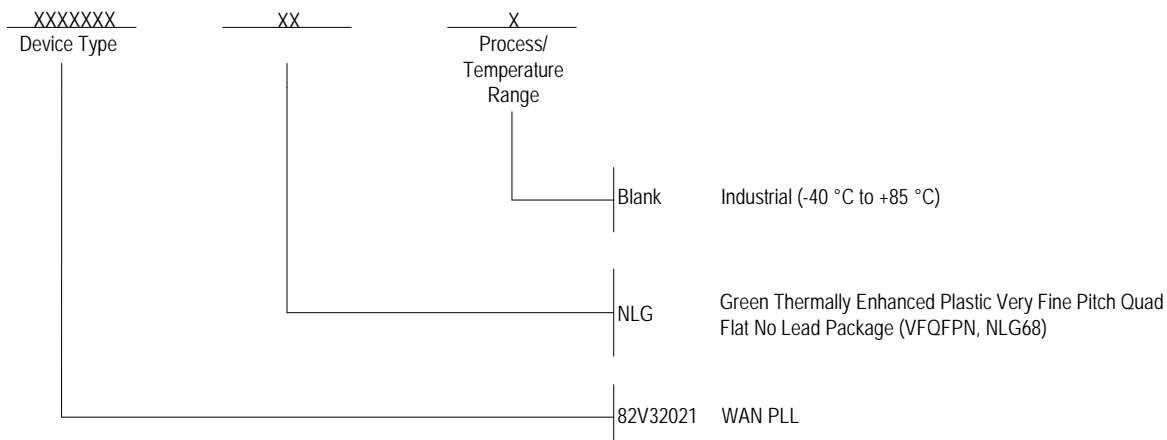 XXXXXXX XX X
Device Type
Process/
Temperature
Range
Blank Industrial (-40 °C to +85 °C)
NLG
Green Thermally Enhanced Plastic Very Fine Pitch Quad
Flat No Lead Package (VFQFPN, NLG68)
82V32021 WAN PLL